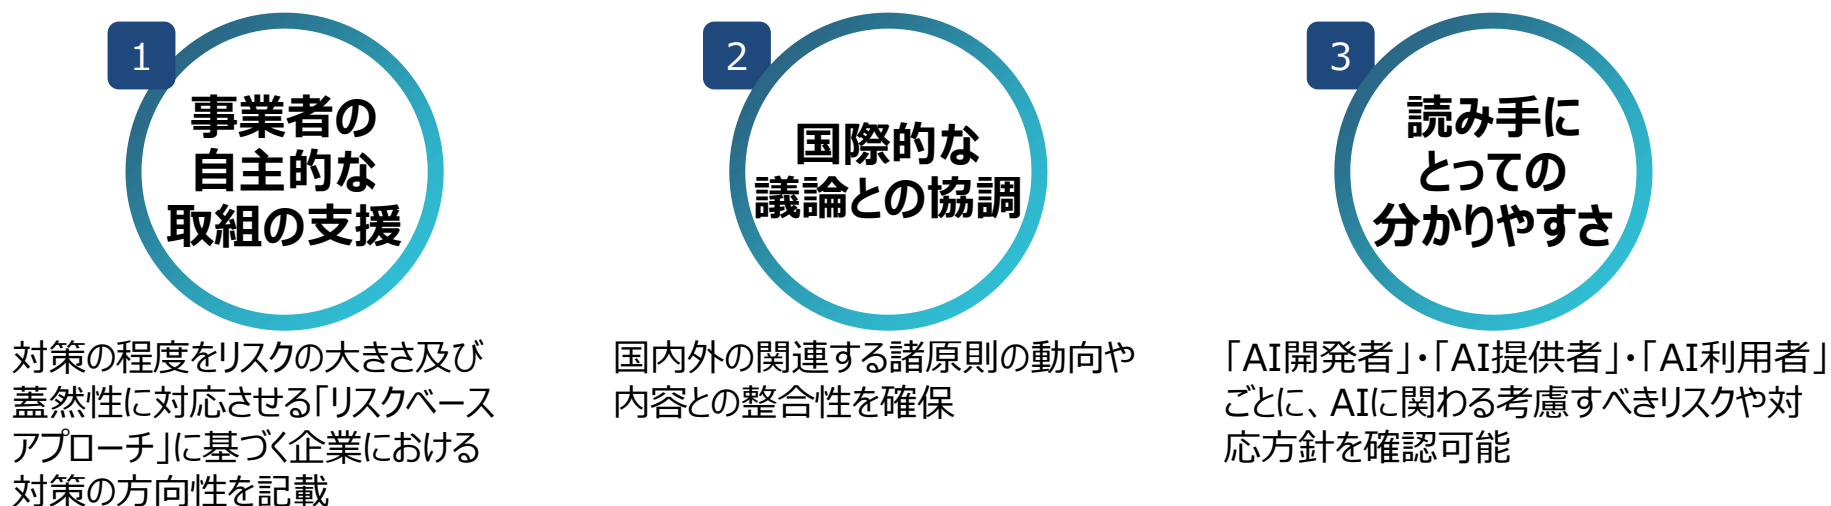 1
事業者の
自主的な
取組の支援
対策の程度をリスクの大きさ及び
蓋然性に対応させる「リスクベース
アプローチ」に基づく企業における
対策の方向性を記載
2
国際的な
議論との協調
国内外の関連する諸原則の動向や
内容との整合性を確保
3
読み手に
とっての
分かりやすさ
「AI開発者」・「AI提供者」・「AI利用者」
ごとに、AIに関わる考慮すべきリスクや対
応方針を確認可能